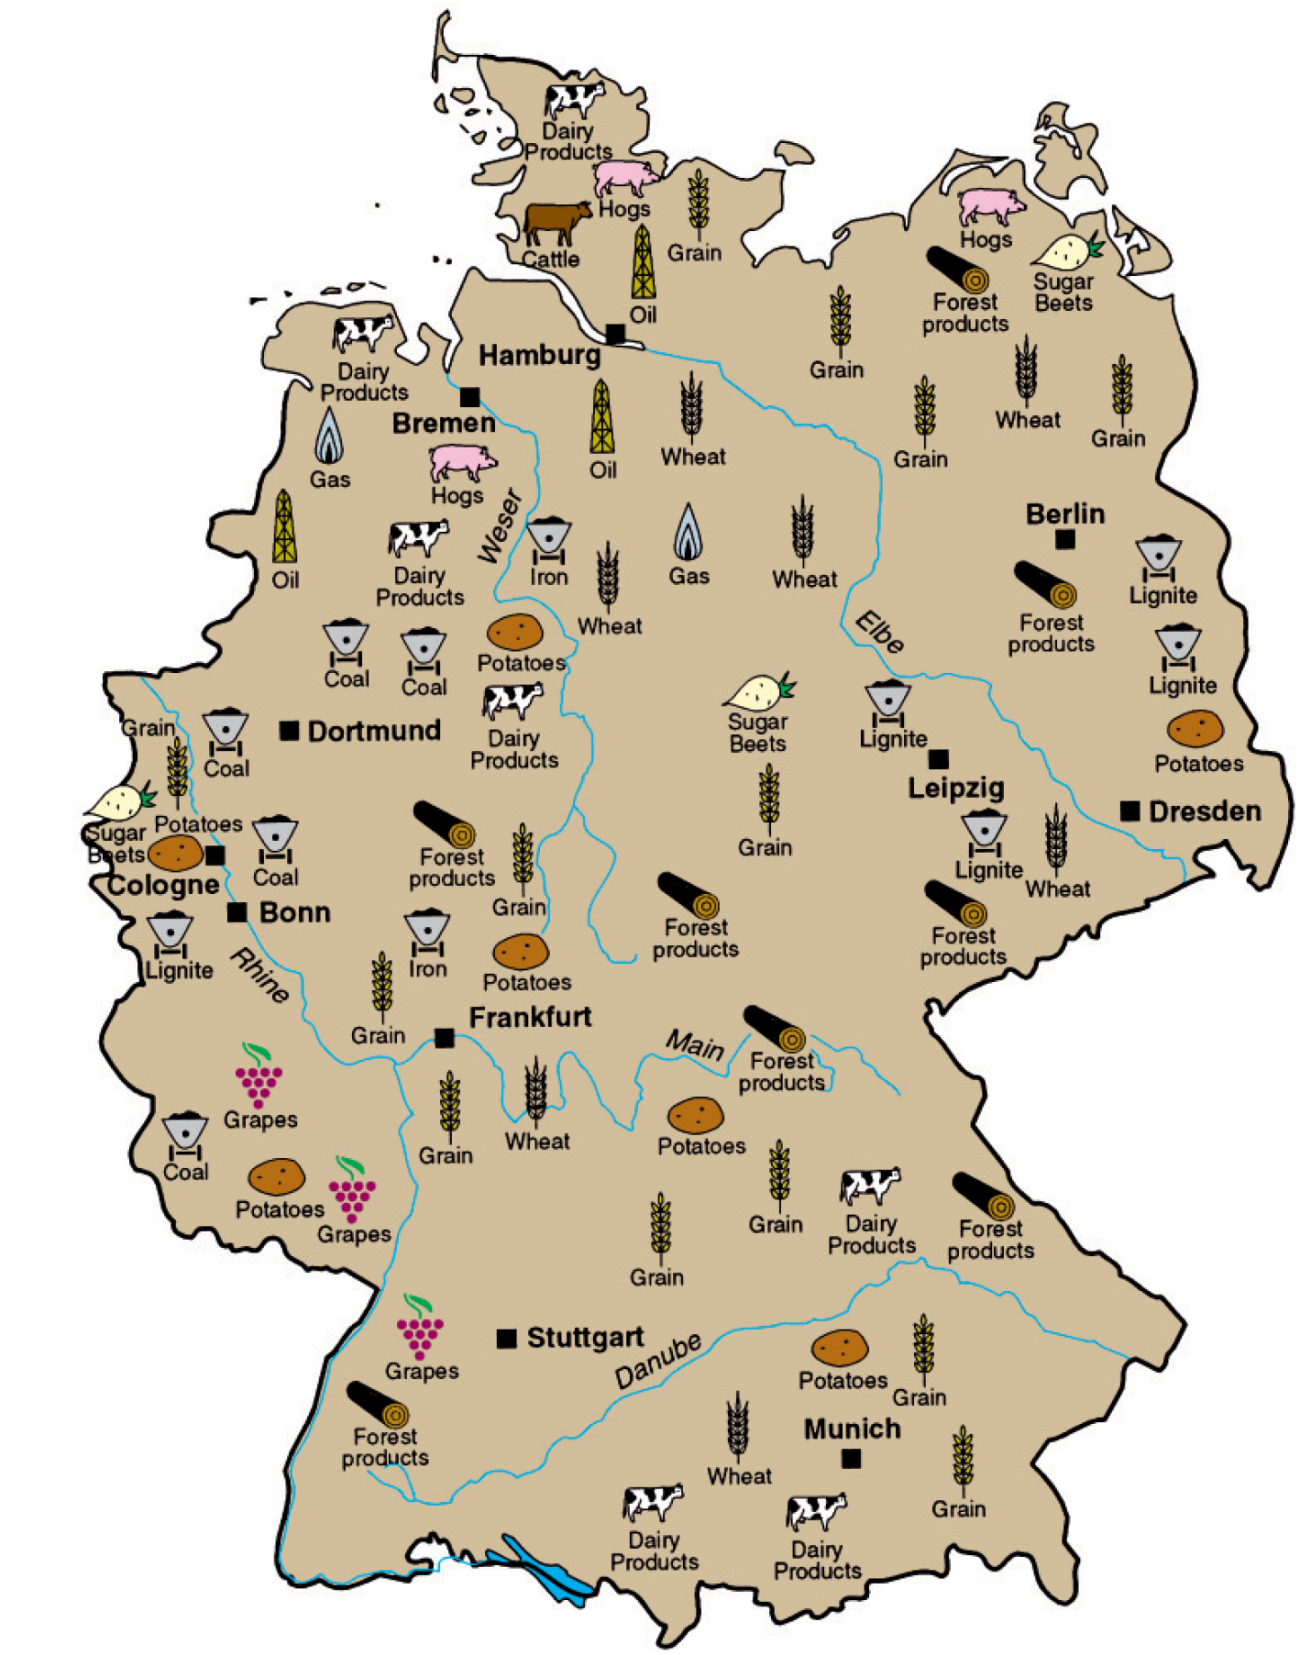 Dairy
Products
Hogs
Cattle
Grain
Oil
Hamburg
Hogs
Sugar
Beets
Forest
products
Grain
Wheat
Grain
Grain
Dairy
Products
Bremen
Gas
Hogs
Oil
Wheat
Oil
Dairy
Products
Weser
Iron
Wheat
Gas
Wheat
Berlin
Lignite
Forest
products
Lignite
Elbe
Coal
Coal
Potatoes
Dairy
Products
Sugar
Beets
Lignite
Potatoes
Grain
Coal
Dortmund
Leipzig
Dresden
Sugar
Beets
Potatoes
Cologne
Coal
Forest
products
Grain
Grain
Lignite
Wheat
Bonn
Lignite
Rhine
Iron
Potatoes
Forest
products
Forest
products
Grain
Frankfurt
Main
Forest
products
Grapes
Grain
Wheat
Potatoes
Coal
Potatoes
Grapes
Grain
Grain
Dairy
Products
Forest
products
Grapes
Stuttgart
Danube
Potatoes
Grain
Forest
products
Wheat
Munich
Grain
Dairy
Products
Dairy
Products